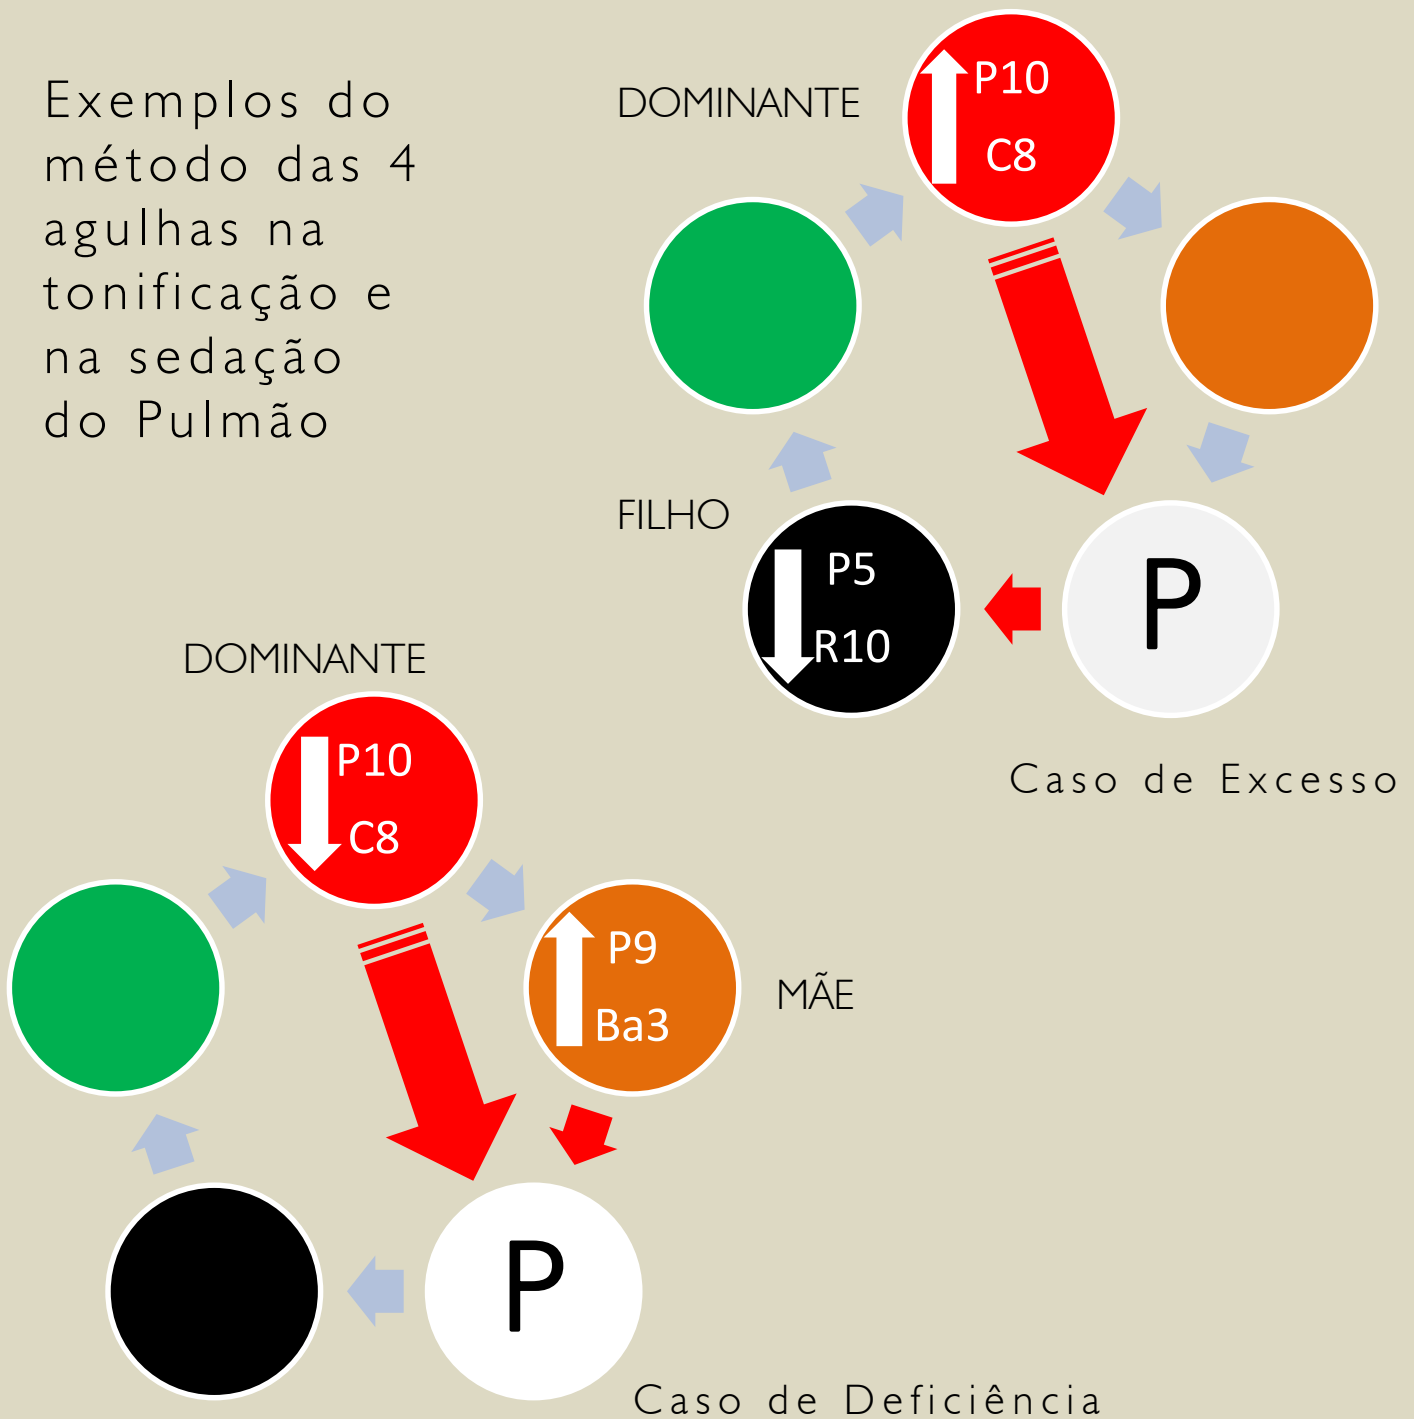 Exemplos do
método das 4
agulhas na
tonificação e
na sedação
do Pulmão
DOMINANTE
P10
C8
FILHO
P5
R10
P
Caso de Excesso
DOMINANTE
P10
C8
P9
Ba3
MÃE
P
Caso de Deficiência